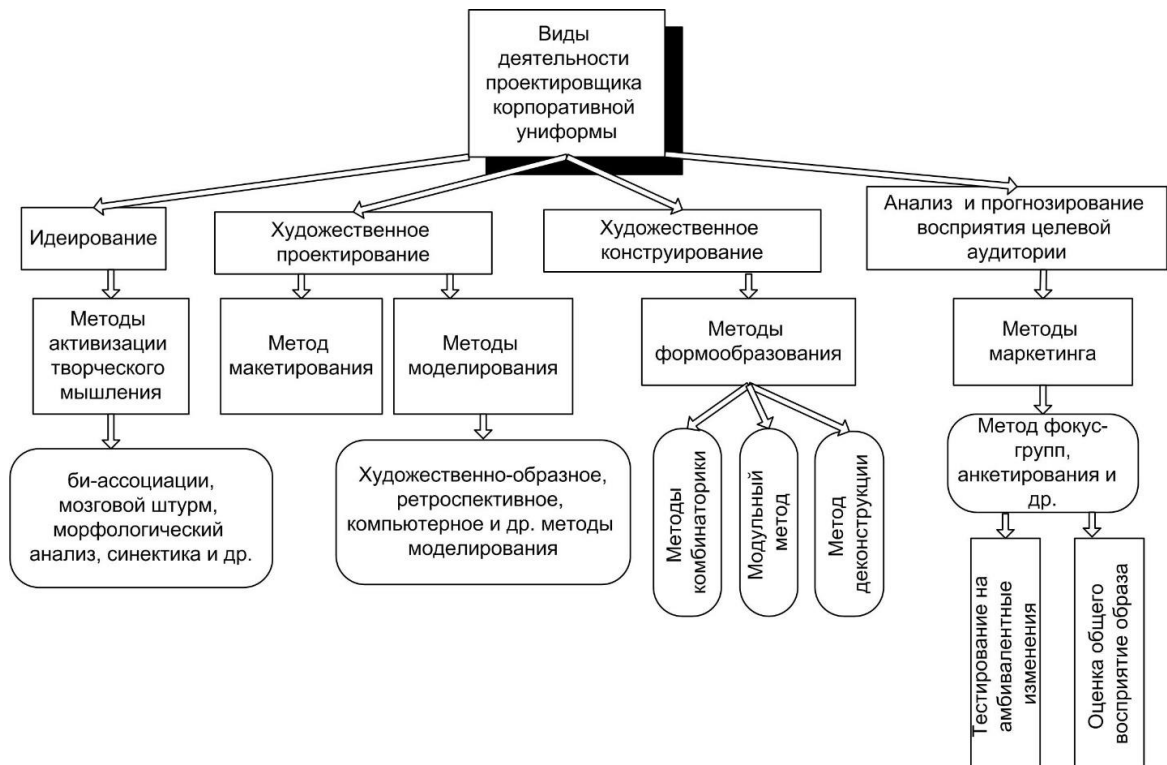 Виды
деятельности
проектировщика
корпоративной
униформы
Идеирование
Художественное
проектирование
Художественное
конструирование
Анализ и прогнозирование
восприятия целевой
аудитории
Методы
активизации
творческого
мышления
Метод
макетирования
Методы
моделирования
Методы
формообразования
Методы
маркетинга
би-ассоциации,
мозговой штурм,
морфологический
анализ, синектика и др.
Художественно-образное,
ретроспективное,
компьютерное и др. методы
моделирования
Методы
комбинаторики
Модульный
метод
Метод
деконструкции
Метод фокус-
групп,
анкетирования и
др.
Тестирование на
амбивалентные
изменения
Оценка общего
восприятие образа